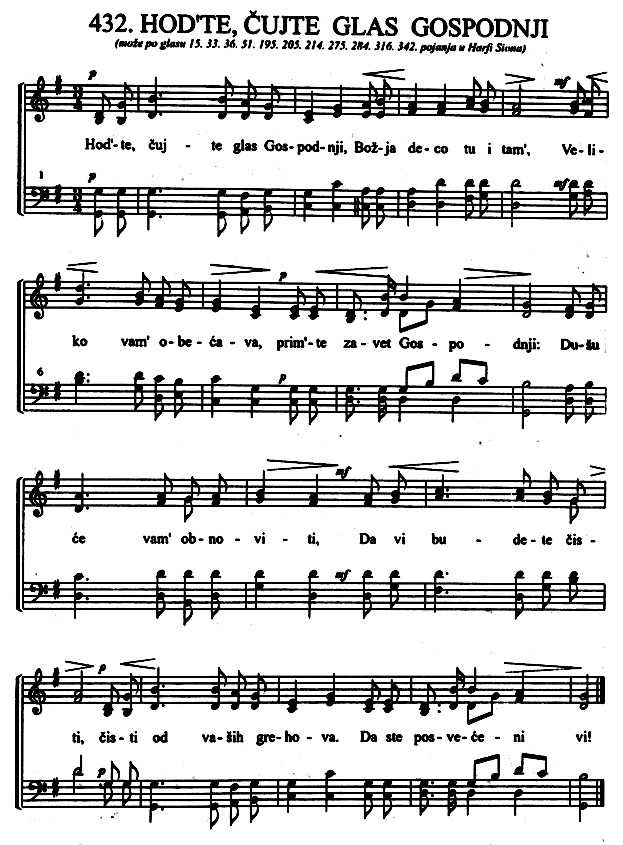 432. HOD'TE, ČUJTE GLAS GOSPODNJI
(može po glasu 15. 33. 36. 51. 195. 205. 214. 275. 284. 316. 342. pojanja u Harfi Siona)
p mf
Hod'-te, čuj - te glas Gos-pod-nji, Bož-ja de-co tu i tam', Ve-li-
1 p mf
p
ko vam' o-be-ća-va, prim'-te za-vet Gos - po - dnji: Du-šu
6 p
mf
će vam' ob-no-vi-ti, Da vi bu-de-te čis-
mf
p
ti, čis-ti od va-ših gre-ho-va. Da ste pos-ve-će-ni vi!
p